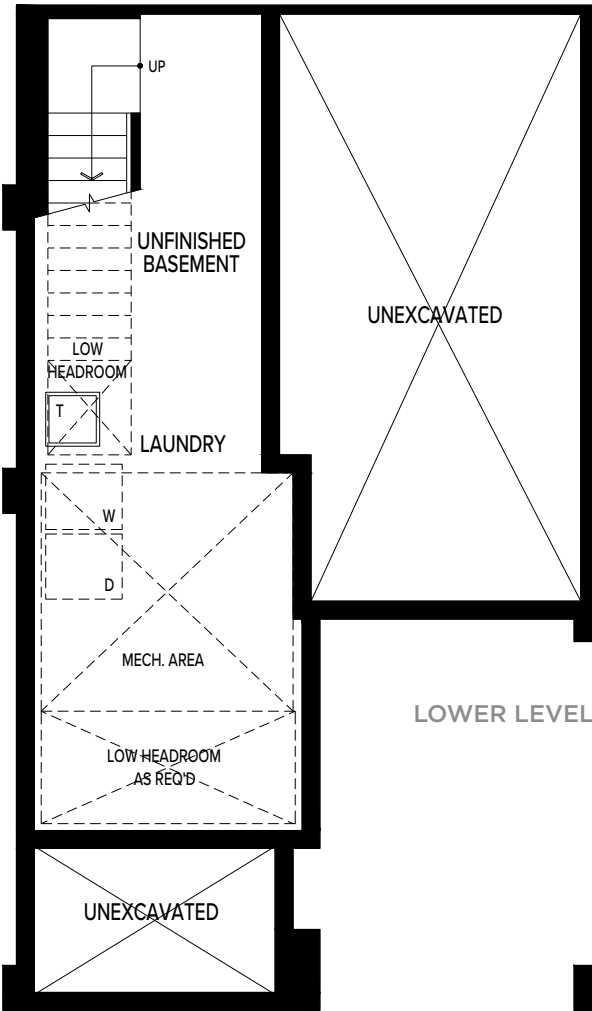 UP
UNFINISHED
BASEMENT
UNEXCAVATED
LOW
HEADROOM
T
LAUNDRY
W
D
MECH. AREA
LOWER LEVEL
LOW HEADROOM
AS REQ'D
UNEXCAVATED